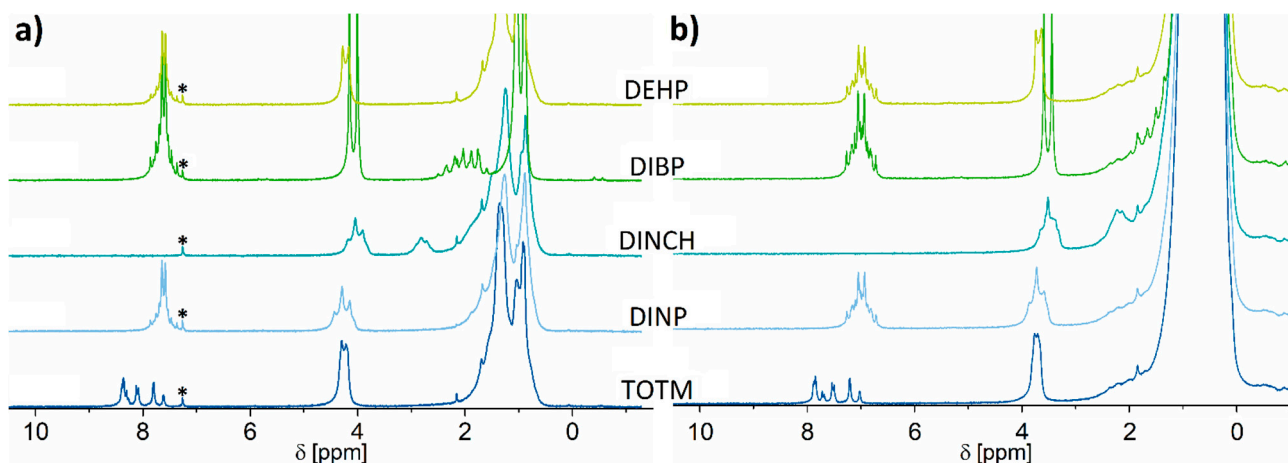 a)
b)
*
DEHP
*
DIBP
*
DINCH
*
DINP
*
TOTM
10 8 6 4 2 0
10 8 6 4 2 0
δ [ppm]
δ [ppm]